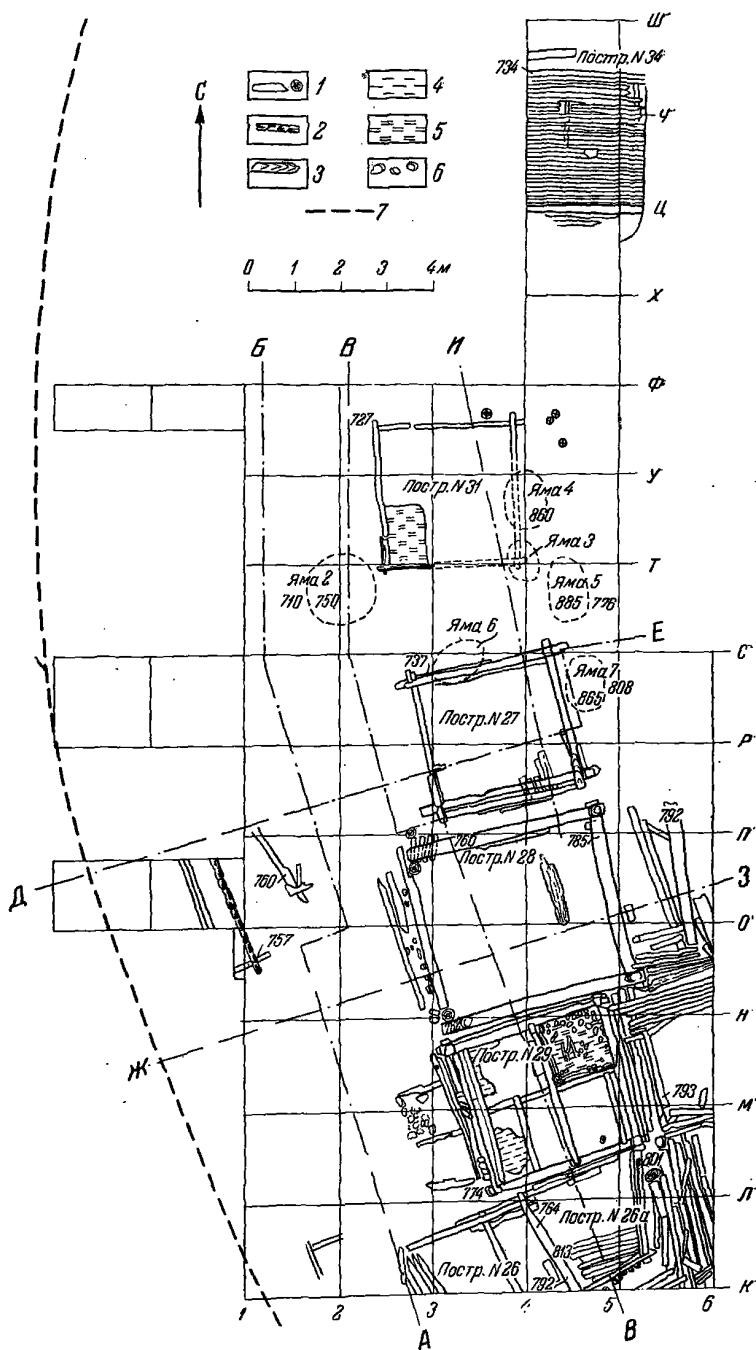 Ш
Постр. N 34
734
С
1
4
Ч
2
5
3
6
Ц
7
0 1 2 3 4 м
Х
Б В И
Ф
727
У
Постр. N 31
Яма 4
860
Яма 3
Т
Яма 2
710 750
Яма 5
885 776
Яма 6
Е
С
737
Яма 7
865 808
Постр. N 27
Р
П
792
766
785
Постр. N 28
З
Д
760
О
757
Н
Постр. N 29
Ж
793
М
801
774
Л
784
Постр. N 26а
813
Постр. N 26
792
К
1 2 3 4 5 6
А В